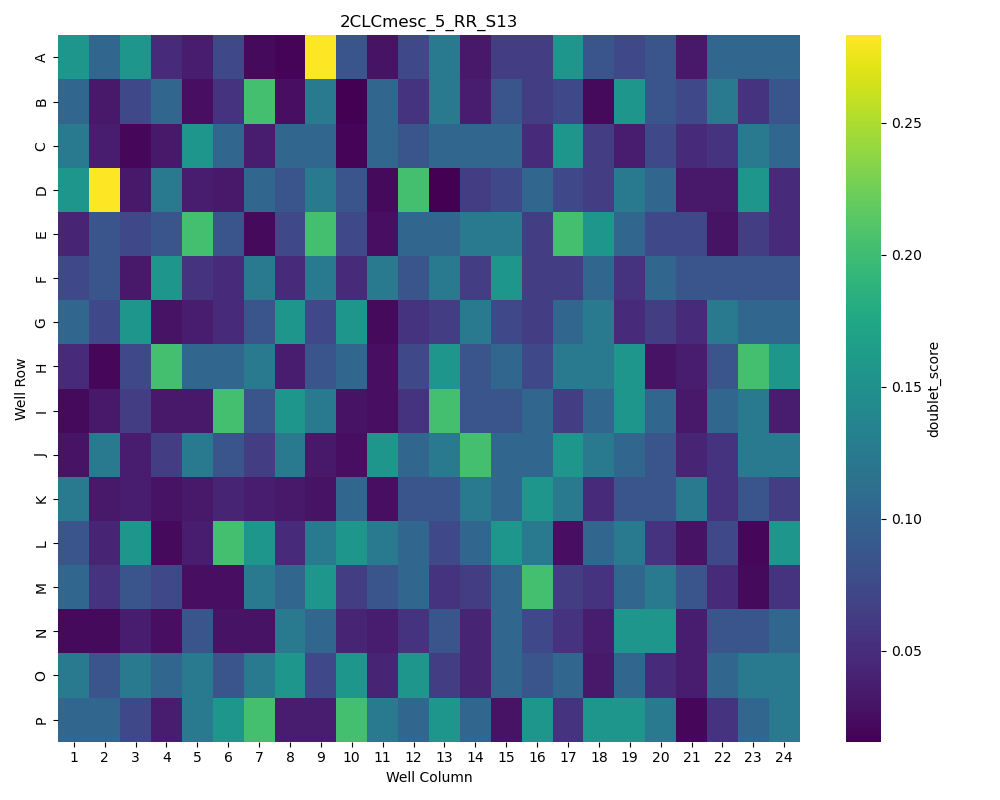 2CLCmesc_5_RR_S13
Well Row
A
B
C
D
E
F
G
H
I
J
K
L
M
N
O
P
1 2 3 4 5 6 7 8 9 10 11 12 13 14 15 16 17 18 19 20 21 22 23 24
Well Column
0.25
0.20
0.15
0.10
0.05
doublet_score